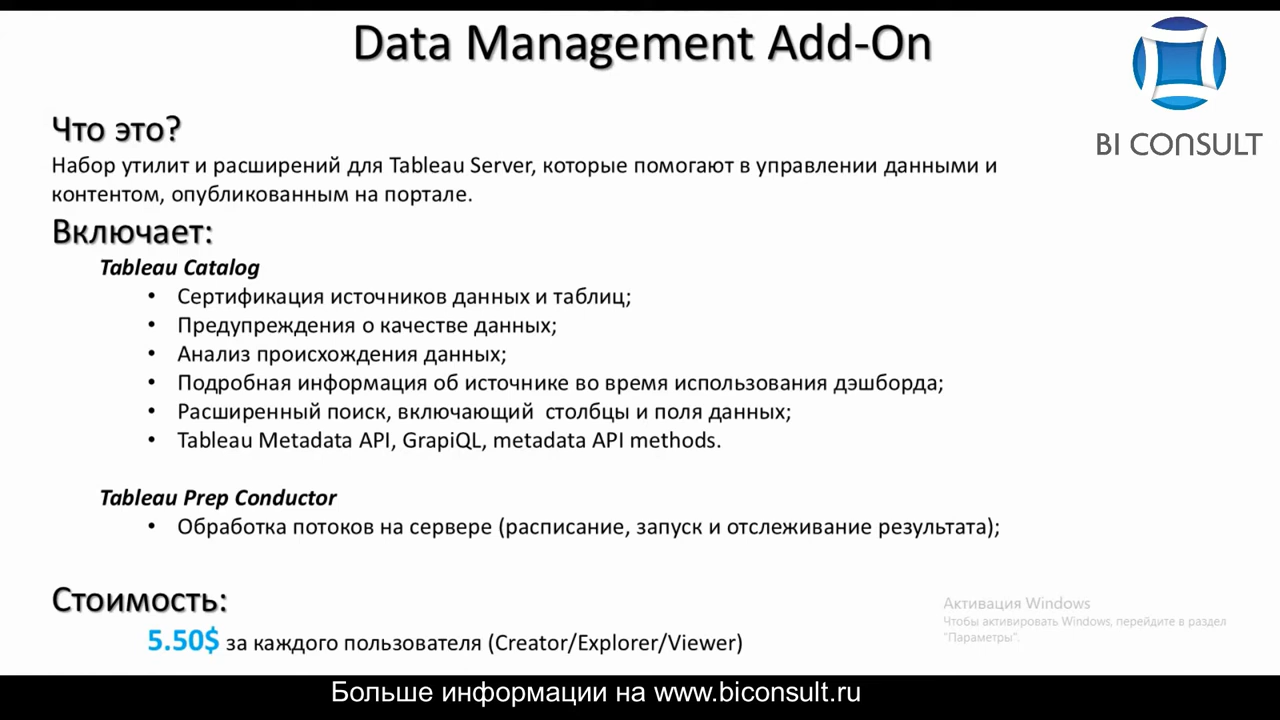 Data Management Add-On
BI CONSULT
Что это?
Набор утилит и расширений для Tableau Server, которые помогают в управлении данными и
контентом, опубликованным на портале.
Включает:
Tableau Catalog
• Сертификация источников данных и таблиц;
• Предупреждения о качестве данных;
• Анализ происхождения данных;
• Подробная информация об источнике во время использования дэшборда;
• Расширенный поиск, включающий столбцы и поля данных;
• Tableau Metadata API, GrapiQL, metadata API methods.
Tableau Prep Conductor
• Обработка потоков на сервере (расписание, запуск и отслеживание результата);
Стоимость:
5.50$ за каждого пользователя (Creator/Explorer/Viewer)
Активация Windows
Чтобы активировать Windows, перейдите в раздел
"Параметры".
Больше информации на www.biconsult.ru